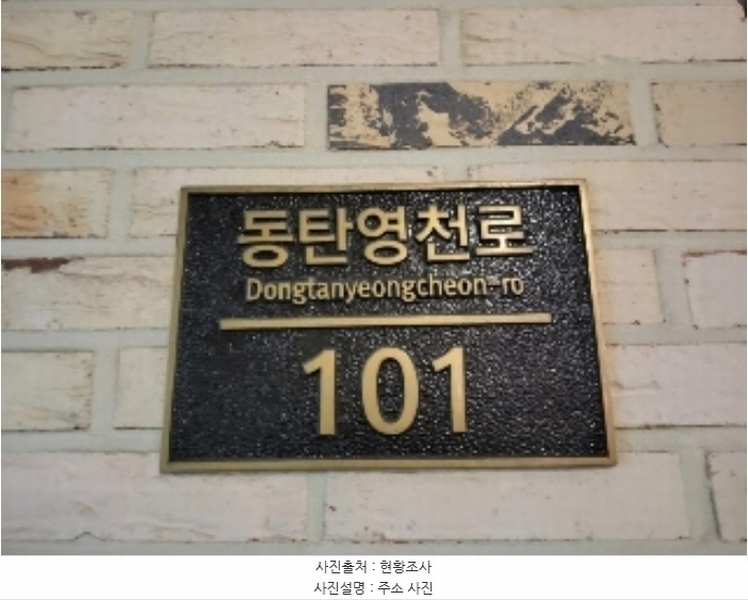 동탄영천로
Dongtanyeongcheon-ro
101
사진출처 : 현황조사
사진설명 : 주소 사진